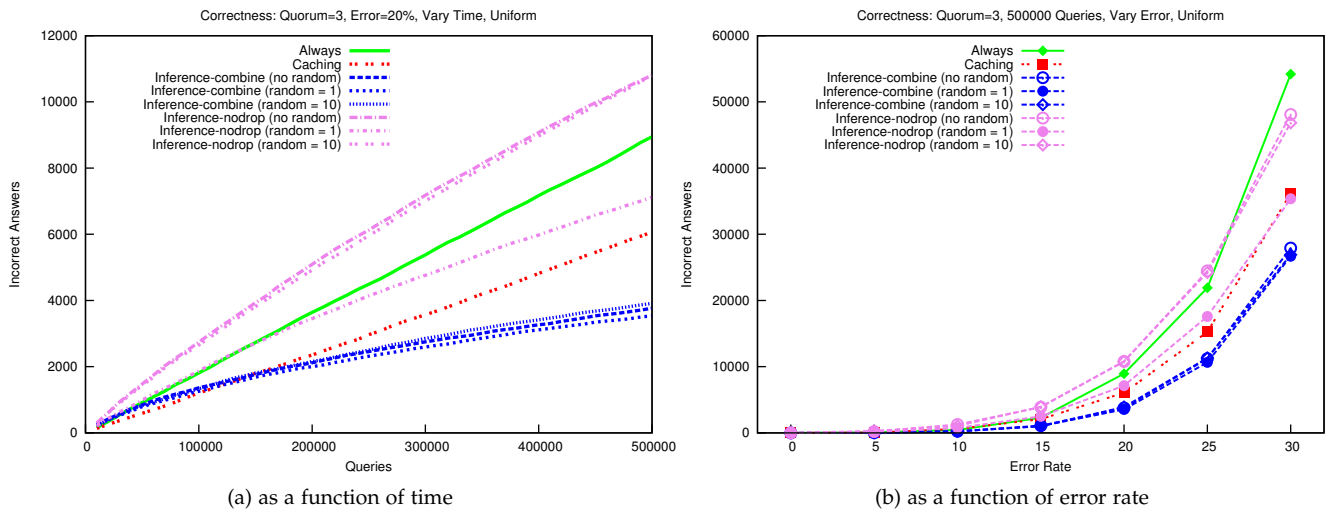 Correctness: Quorum=3, Error=20%, Vary Time, Uniform
12000
10000
8000
6000
4000
2000
0
Incorrect Answers
Always
Caching
Inference-combine (no random)
Inference-combine (random = 1)
Inference-combine (random = 10)
Inference-nodrop (no random)
Inference-nodrop (random = 1)
Inference-nodrop (random = 10)
0
100000
200000
300000
400000
500000
Queries
(a) as a function of time
Correctness: Quorum=3, 500000 Queries, Vary Error, Uniform
60000
50000
40000
30000
20000
10000
0
Incorrect Answers
Always
Caching
Inference-combine (no random)
Inference-combine (random = 1)
Inference-combine (random = 10)
Inference-nodrop (no random)
Inference-nodrop (random = 1)
Inference-nodrop (random = 10)
0
5
10
15
20
25
30
Error Rate
(b) as a function of error rate